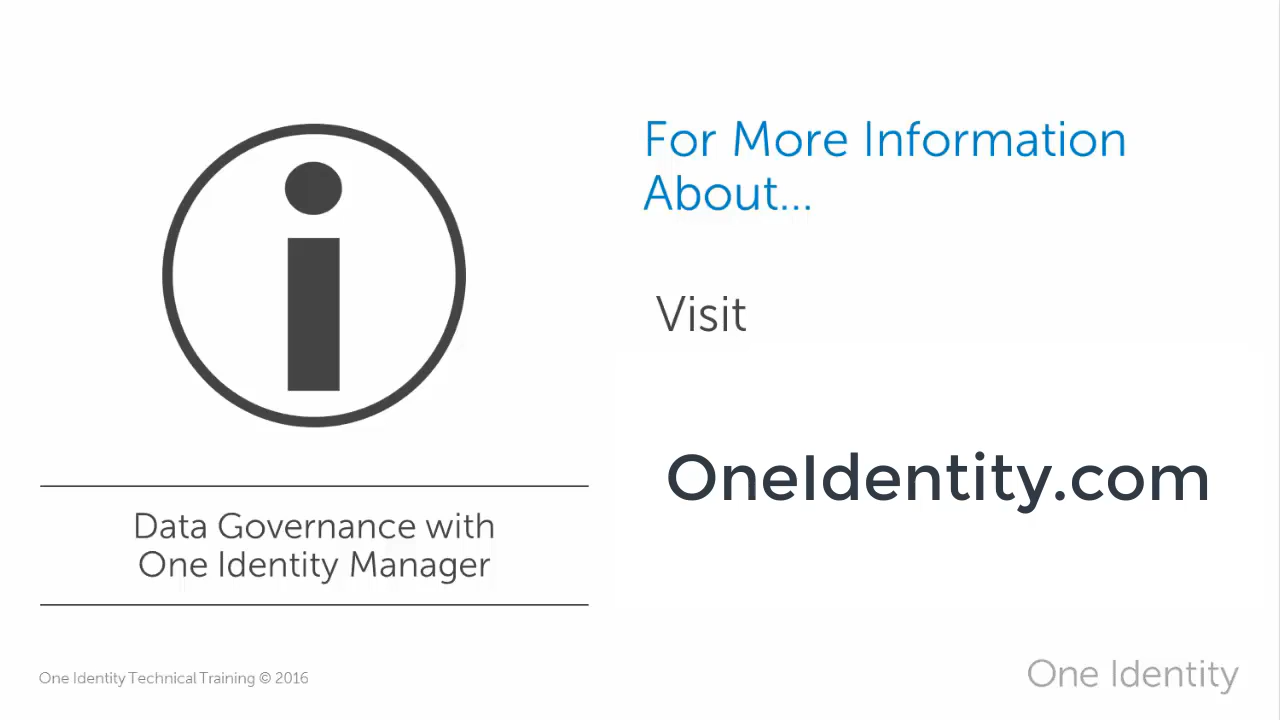 For More Information
About...
Visit
OneIdentity.com
Data Governance with
One Identity Manager
One Identity Technical Training © 2016
One Identity